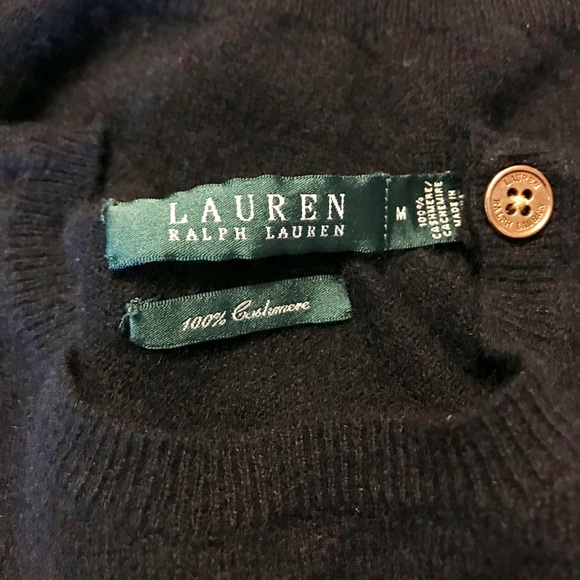 LAUREN
RALPH LAUREN
M
100%
CASHMERE/
CACHEMIRE
MADE IN
100% Cashmere
LAUREN
RALPH LAUREN